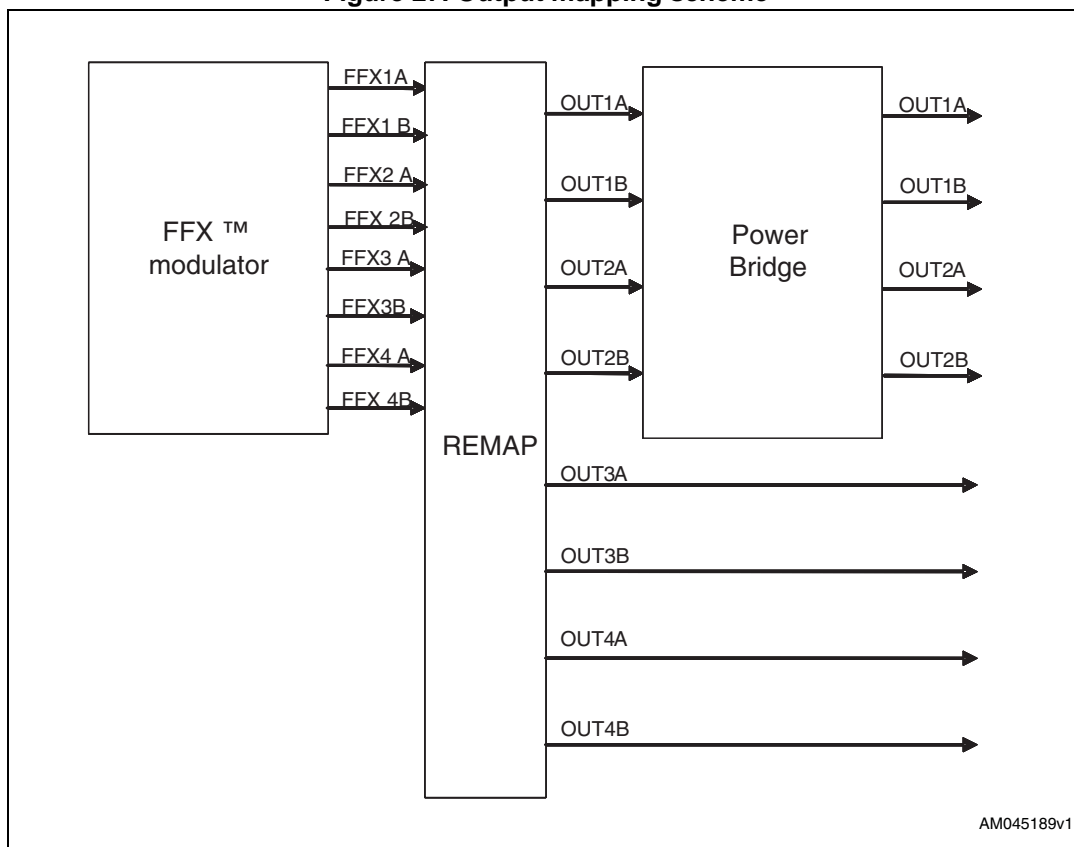 FFX1A
FFX1 B
FFX2 A
FFX 2B
FFX3 A
FFX3B
FFX4 A
FFX 4B
FFX ™
modulator
REMAP
OUT1A
OUT1B
OUT2A
OUT2B
OUT3A
OUT3B
OUT4A
OUT4B
Power
Bridge
OUT1A
OUT1B
OUT2A
OUT2B
AM045189v1